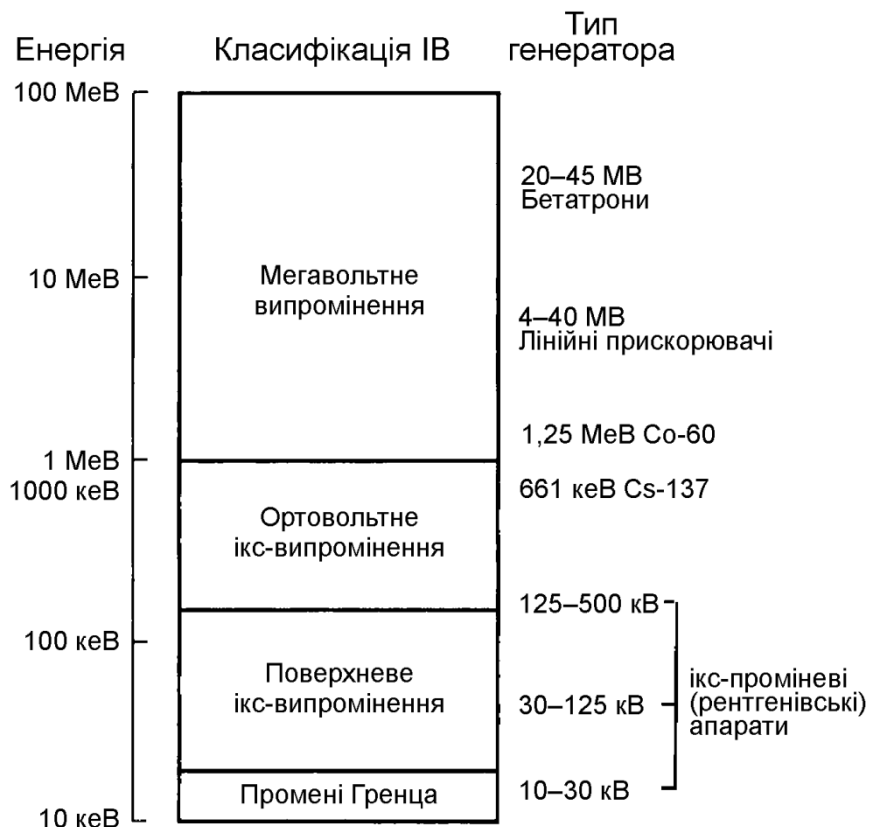 Енергія
Класифікація ІВ
Тип
генератора
100 МеВ
20–45 МВ
Бетатрони
10 МеВ
Мегавольтне
випромінення
4–40 МВ
Лінійні прискорювачі
1,25 МеВ Co-60
1 МеВ
1000 кеВ
661 кеВ Cs-137
Ортовольтне
ікс-випромінення
125–500 кВ
100 кеВ
Поверхневе
ікс-випромінення
30–125 кВ
ікс-проміневі
(рентгенівські)
апарати
Промені Гренца
10–30 кВ
10 кеВ